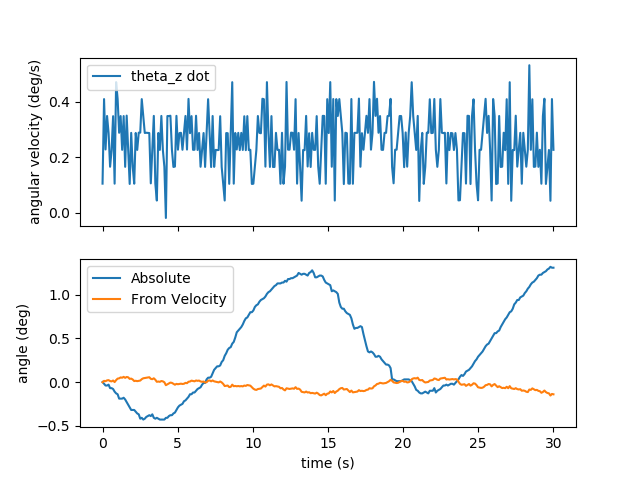 angular velocity (deg/s)
0.4
0.2
0.0
theta_z dot
angle (deg)
1.0
0.5
0.0
−0.5
Absolute
From Velocity
0 5 10 15 20 25 30
time (s)